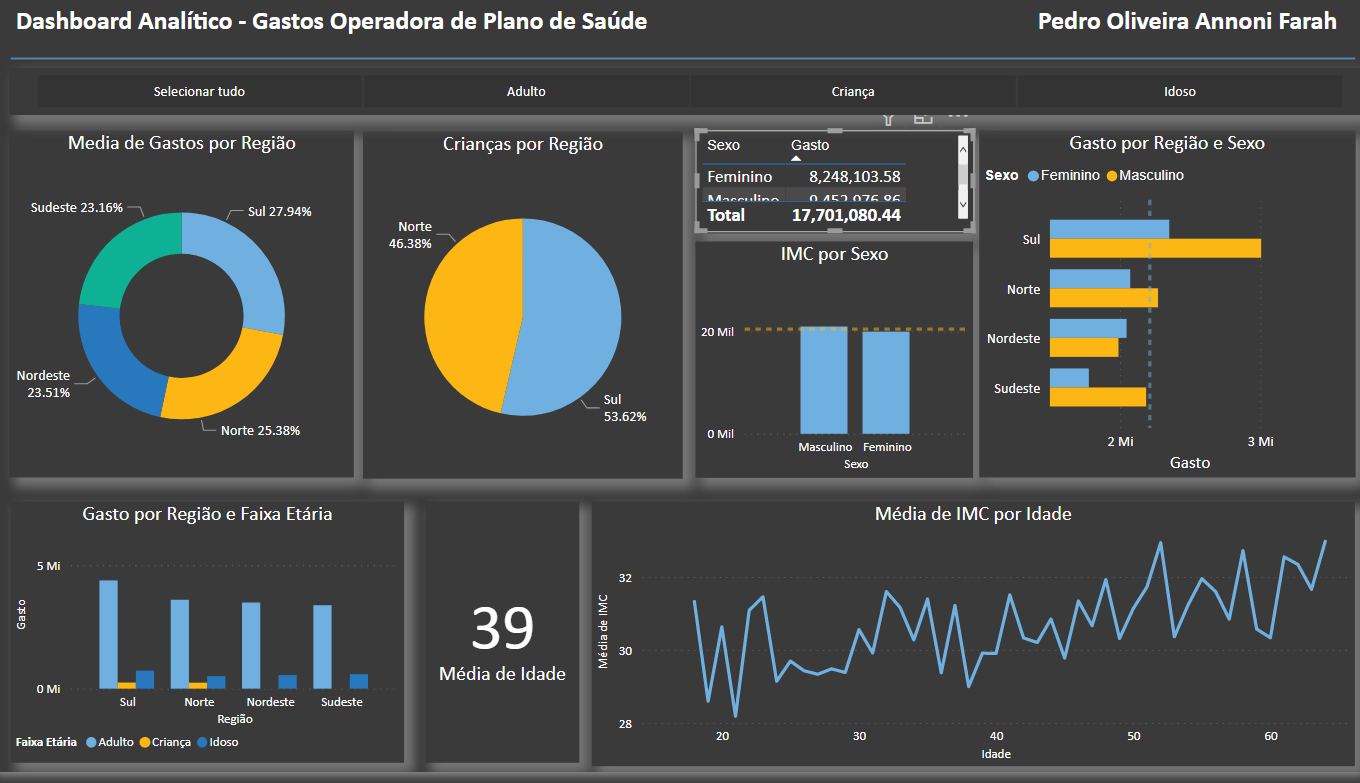 Dashboard Analítico - Gastos Operadora de Plano de Saúde
Pedro Oliveira Annoni Farah
Selecionar tudo
Adulto
Criança
Idoso
Media de Gastos por Região
Sudeste 23.16%
Sul 27.94%
Nordeste
23.51%
Norte 25.38%
Crianças por Região
Norte
46.38%
Sul
53.62%
Sexo Gasto
Feminino 8,248,103.58
Masculino 9,452,976.86
Total 17,701,080.44
IMC por Sexo
20 Mil
0 Mil
Masculino Feminino
Sexo
Gasto por Região e Sexo
Sexo Feminino Masculino
Sul
Norte
Nordeste
Sudeste
2 Mi 3 Mi
Gasto
Gasto por Região e Faixa Etária
5 Mi
Gasto
0 Mi
Sul Norte Nordeste Sudeste
Região
Faixa Etária Adulto Criança Idoso
39
Média de Idade
Média de IMC por Idade
Média de IMC
32
30
28
20 30 40 50 60
Idade